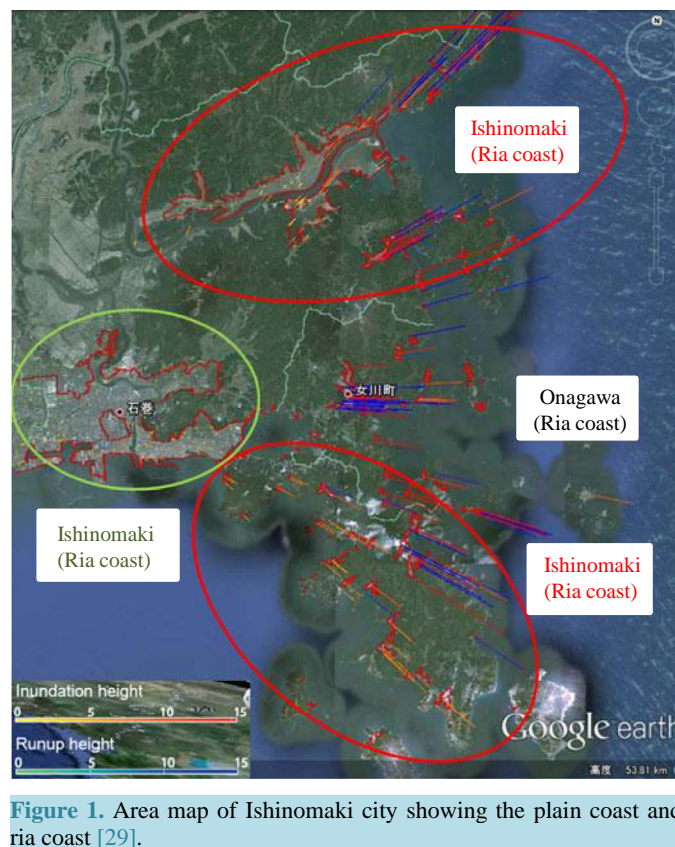 N
Ishinomaki
(Ria coast)
女川町
石巻
Onagawa
(Ria coast)
Ishinomaki
(Ria coast)
Ishinomaki
(Ria coast)
Inundation height
0 5 10 15
Runup height
0 5 10 15
Google earth
高度 53.81 km
Figure 1. Area map of Ishinomaki city showing the plain coast and
ria coast [29].